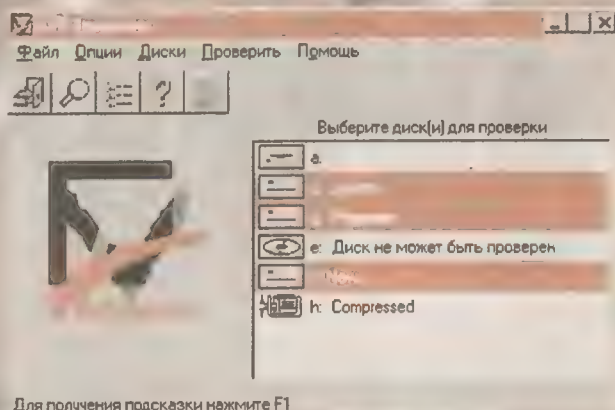 Файл Опции Диски Проверить Помощь
Выберите диск(и) для проверки
a:
e: Диск не может быть проверен
h: Compressed
Для получения подсказки нажмите F1